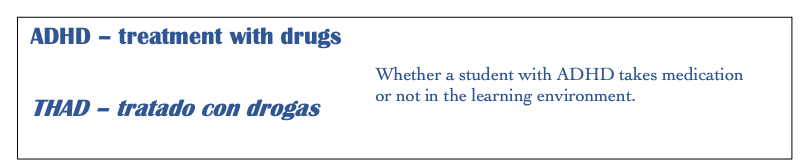 ADHD – treatment with drugs
Whether a student with ADHD takes medication
or not in the learning environment.
THAD – tratado con drogas